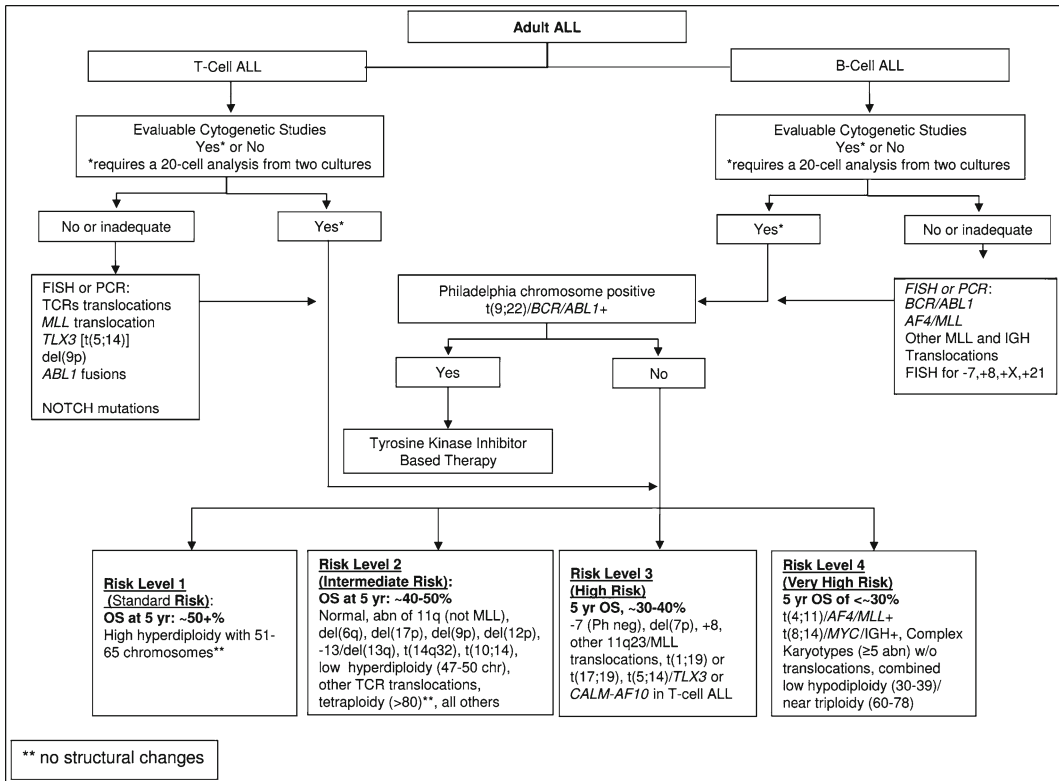 Adult ALL
T-Cell ALL
B-Cell ALL
Evaluable Cytogenetic Studies
Yes* or No
*requires a 20-cell analysis from two cultures
Evaluable Cytogenetic Studies
Yes* or No
*requires a 20-cell analysis from two cultures
No or inadequate
Yes*
Yes*
No or inadequate
FISH or PCR:
TCRs translocations
MLL translocation
TLX3 [t(5;14)]
del(9p)
ABL1 fusions
NOTCH mutations
Philadelphia chromosome positive
t(9;22)/BCR/ABL1+
FISH or PCR:
BCR/ABL1
AF4/MLL
Other MLL and IGH
Translocations
FISH for -7,+8,+X,+21
Yes
No
Tyrosine Kinase Inhibitor
Based Therapy
Risk Level 1
(Standard Risk):
OS at 5 yr: ~50+%
High hyperdiploidy with 51-
65 chromosomes**
Risk Level 2
(Intermediate Risk):
OS at 5 yr: ~40-50%
Normal, abn of 11q (not MLL),
del(6q), del(17p), del(9p), del(12p),
-13/del(13q), t(14q32), t(10;14),
low hyperdiploidy (47-50 chr),
other TCR translocations,
tetraploidy (>80)**, all others
Risk Level 3
(High Risk)
5 yr OS, ~30-40%
-7 (Ph neg), del(7p), +8,
other 11q23/MLL
translocations, t(1;19) or
t(17;19), t(5;14)/TLX3 or
CALM-AF10 in T-cell ALL
Risk Level 4
(Very High Risk)
5 yr OS of <~30%
t(4;11)/AF4/MLL+
t(8;14)/MYC/IGH+, Complex
Karyotypes (≥5 abn) w/o
translocations, combined
low hypodiploidy (30-39)/
near triploidy (60-78)
** no structural changes